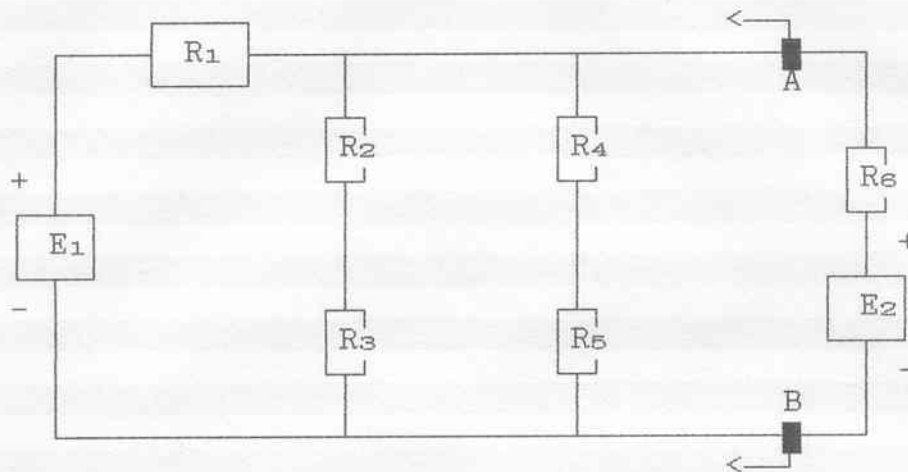 R₁
A
R₂
R₄
R₆
+
E₁
+
-
E₂
R₃
R₅
-
B